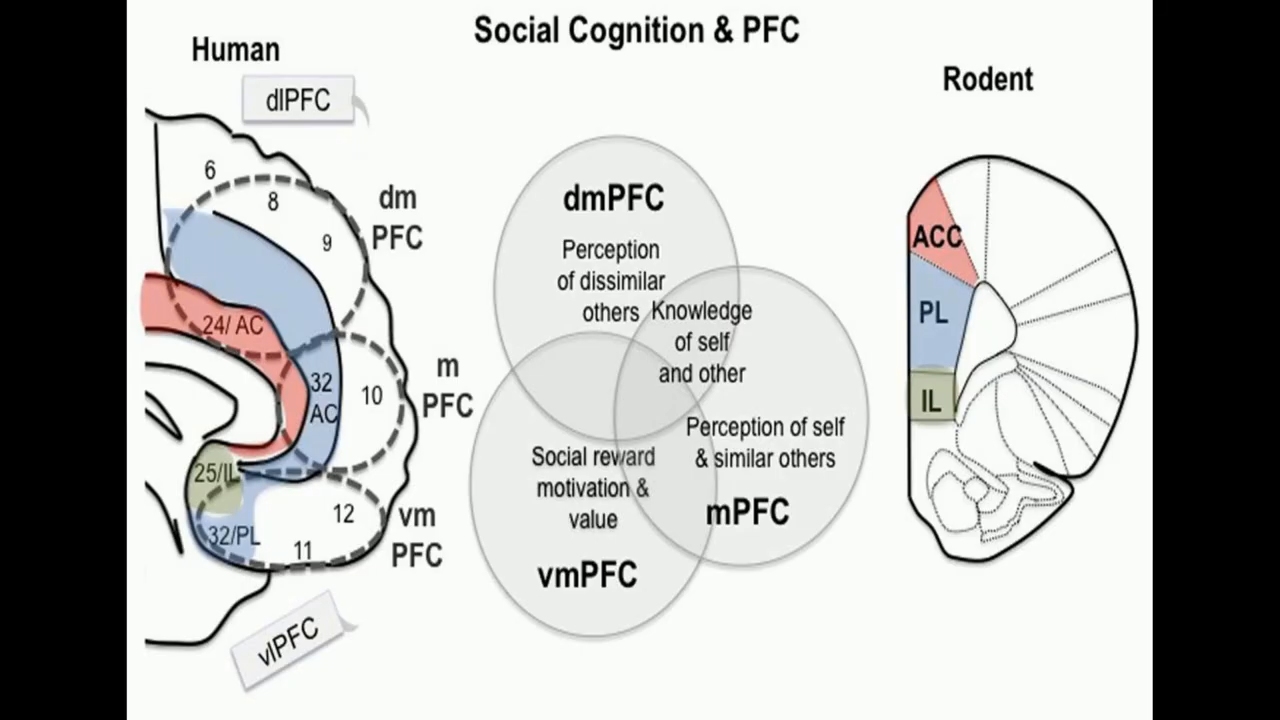 Social Cognition & PFC
Human
dlPFC
6
8
9
dm
PFC
24/ AC
32
AC
10
m
PFC
25/IL
32/PL
11
12
vm
PFC
vlPFC
dmPFC
Perception
of dissimilar
others
Knowledge
of self
and other
Perception of self
& similar others
mPFC
Social reward
motivation &
value
vmPFC
Rodent
ACC
PL
IL